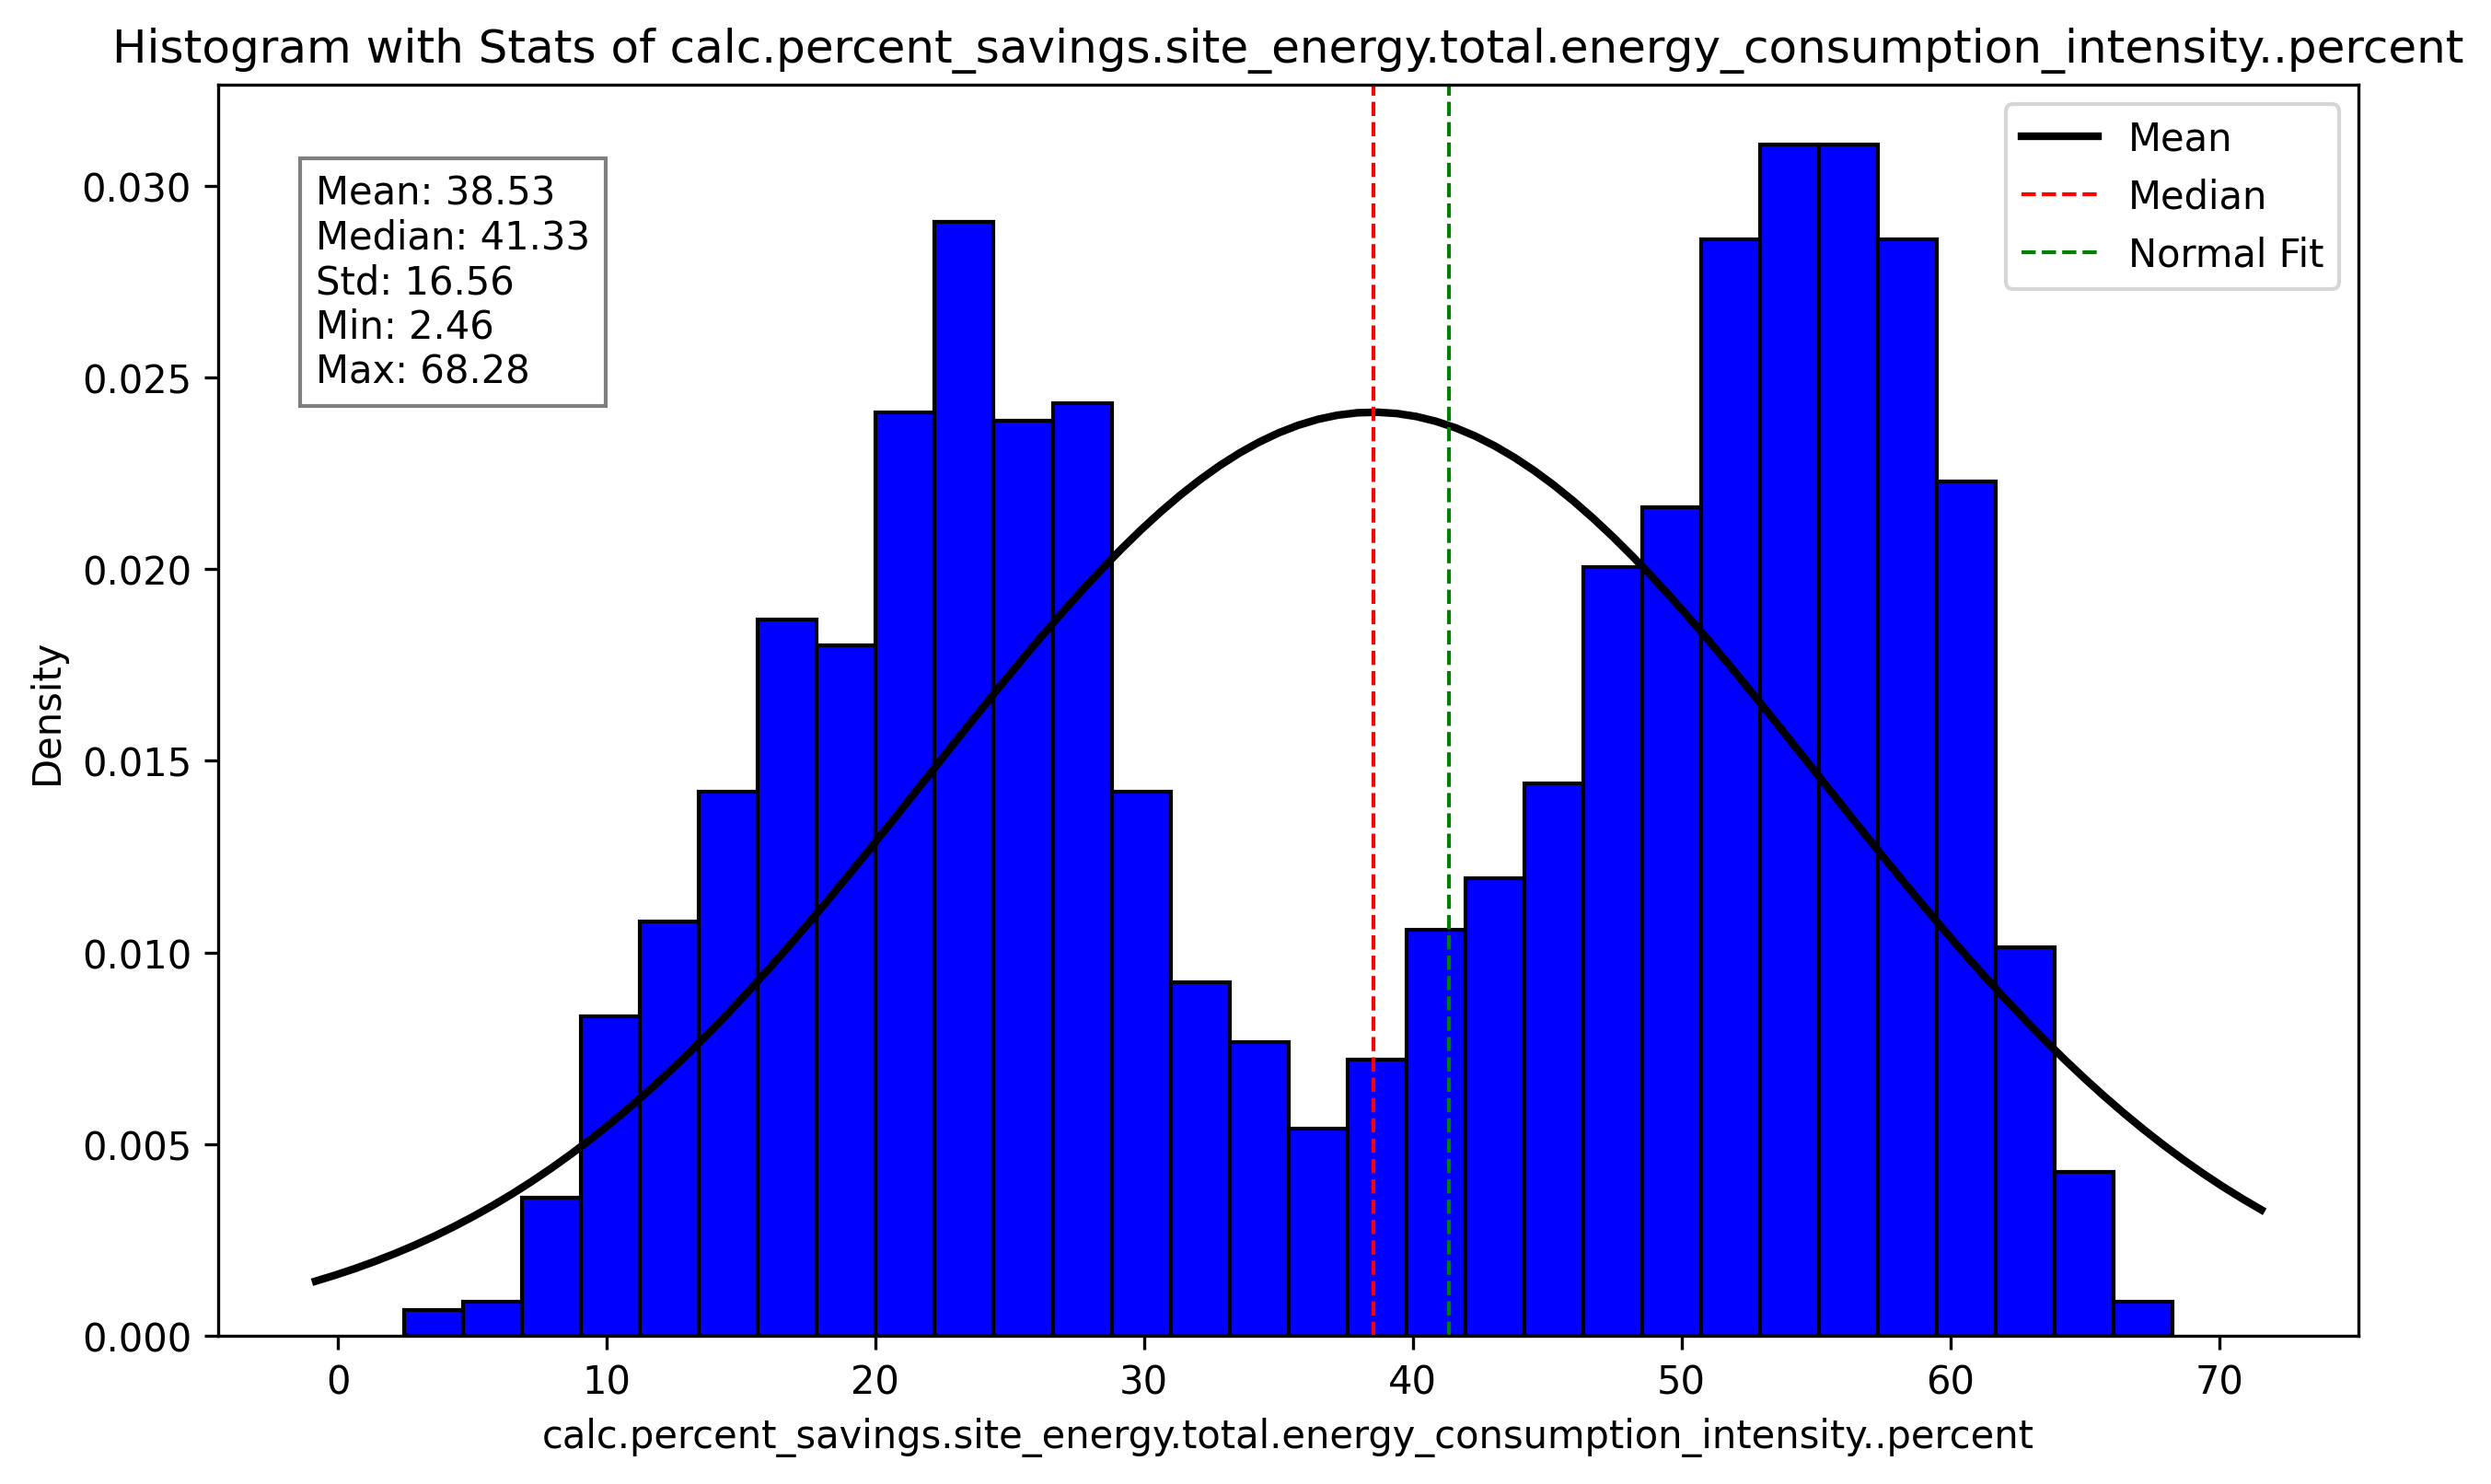 Histogram with Stats of calc.percent_savings.site_energy.total.energy_consumption_intensity..percent
Mean: 38.53
Median: 41.33
Std: 16.56
Min: 2.46
Max: 68.28
Mean
Median
Normal Fit
Density
0.030
0.025
0.020
0.015
0.010
0.005
0.000
0 10 20 30 40 50 60 70
calc.percent_savings.site_energy.total.energy_consumption_intensity..percent